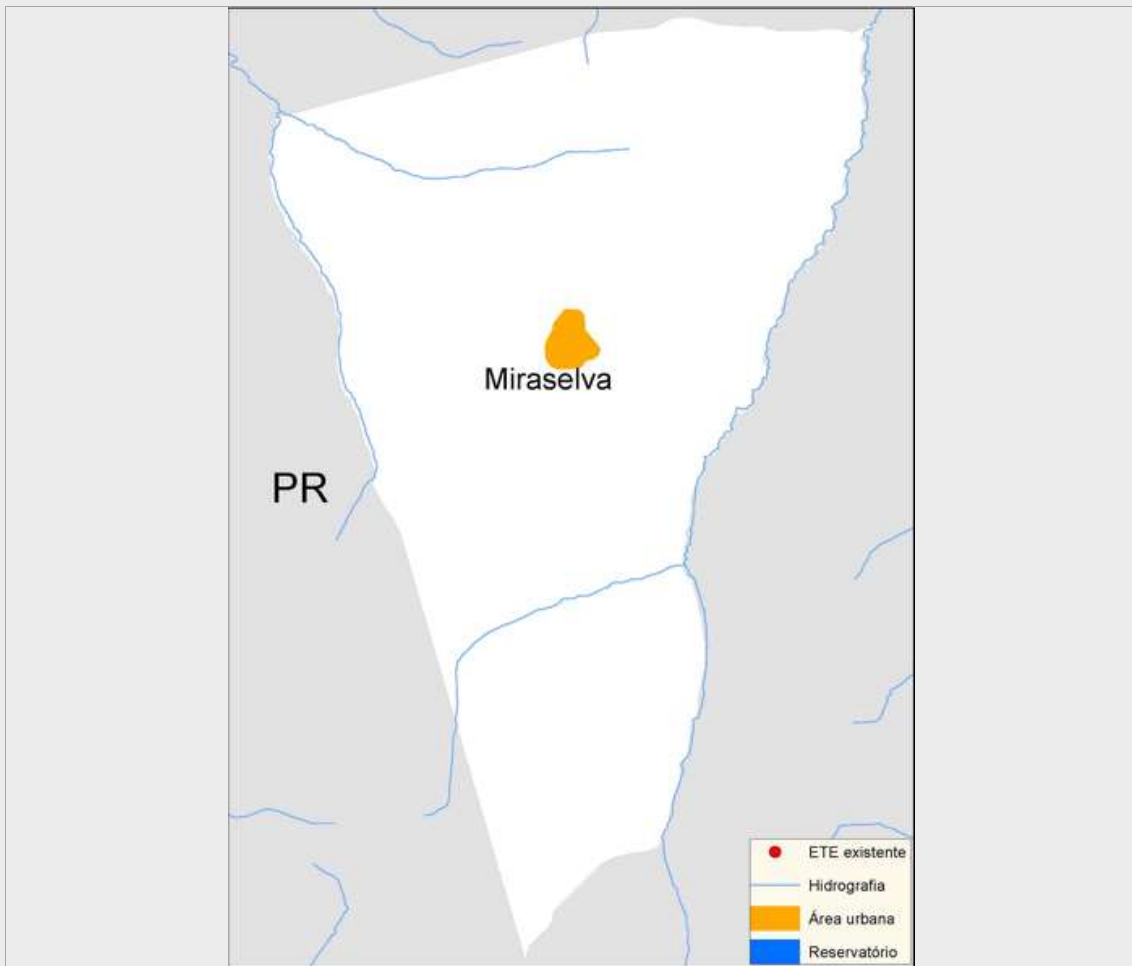 Miraselva
PR
ETE existente
Hidrografia
Área urbana
Reservatório